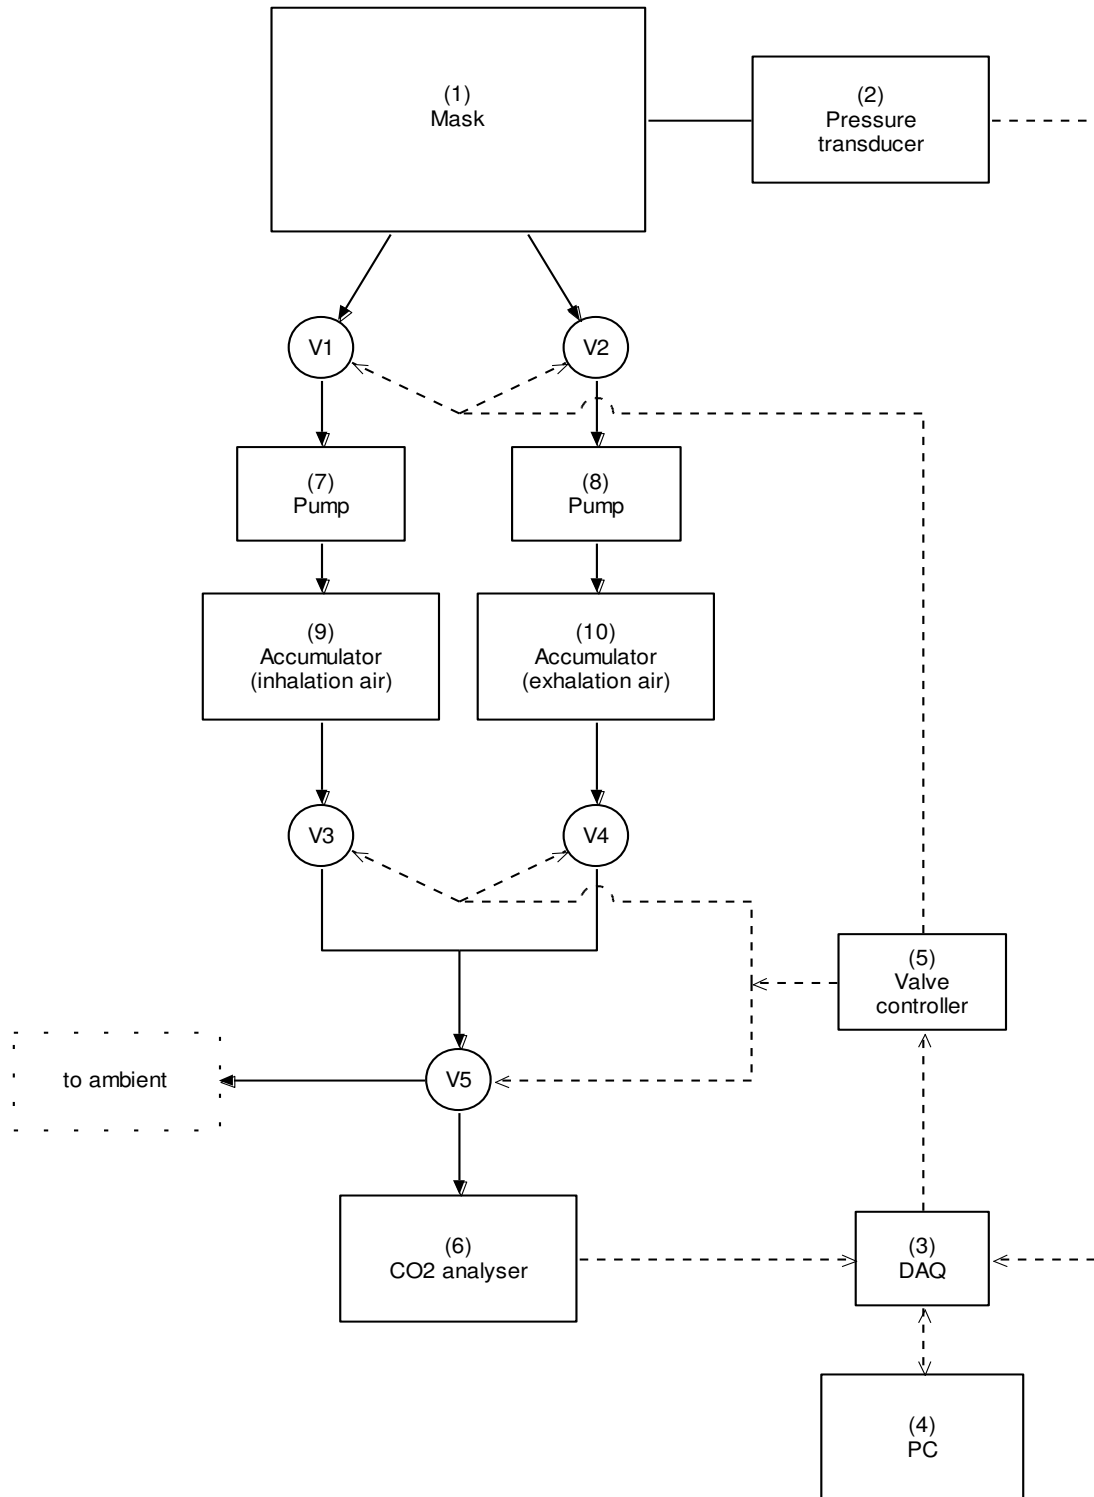 (1)
Mask
(2)
Pressure
transducer
V1
V2
(7)
Pump
(8)
Pump
(9)
Accumulator
(inhalation air)
(10)
Accumulator
(exhalation air)
V3
V4
(5)
Valve
controller
to ambient
V5
(6)
CO2 analyser
(3)
DAQ
(4)
PC